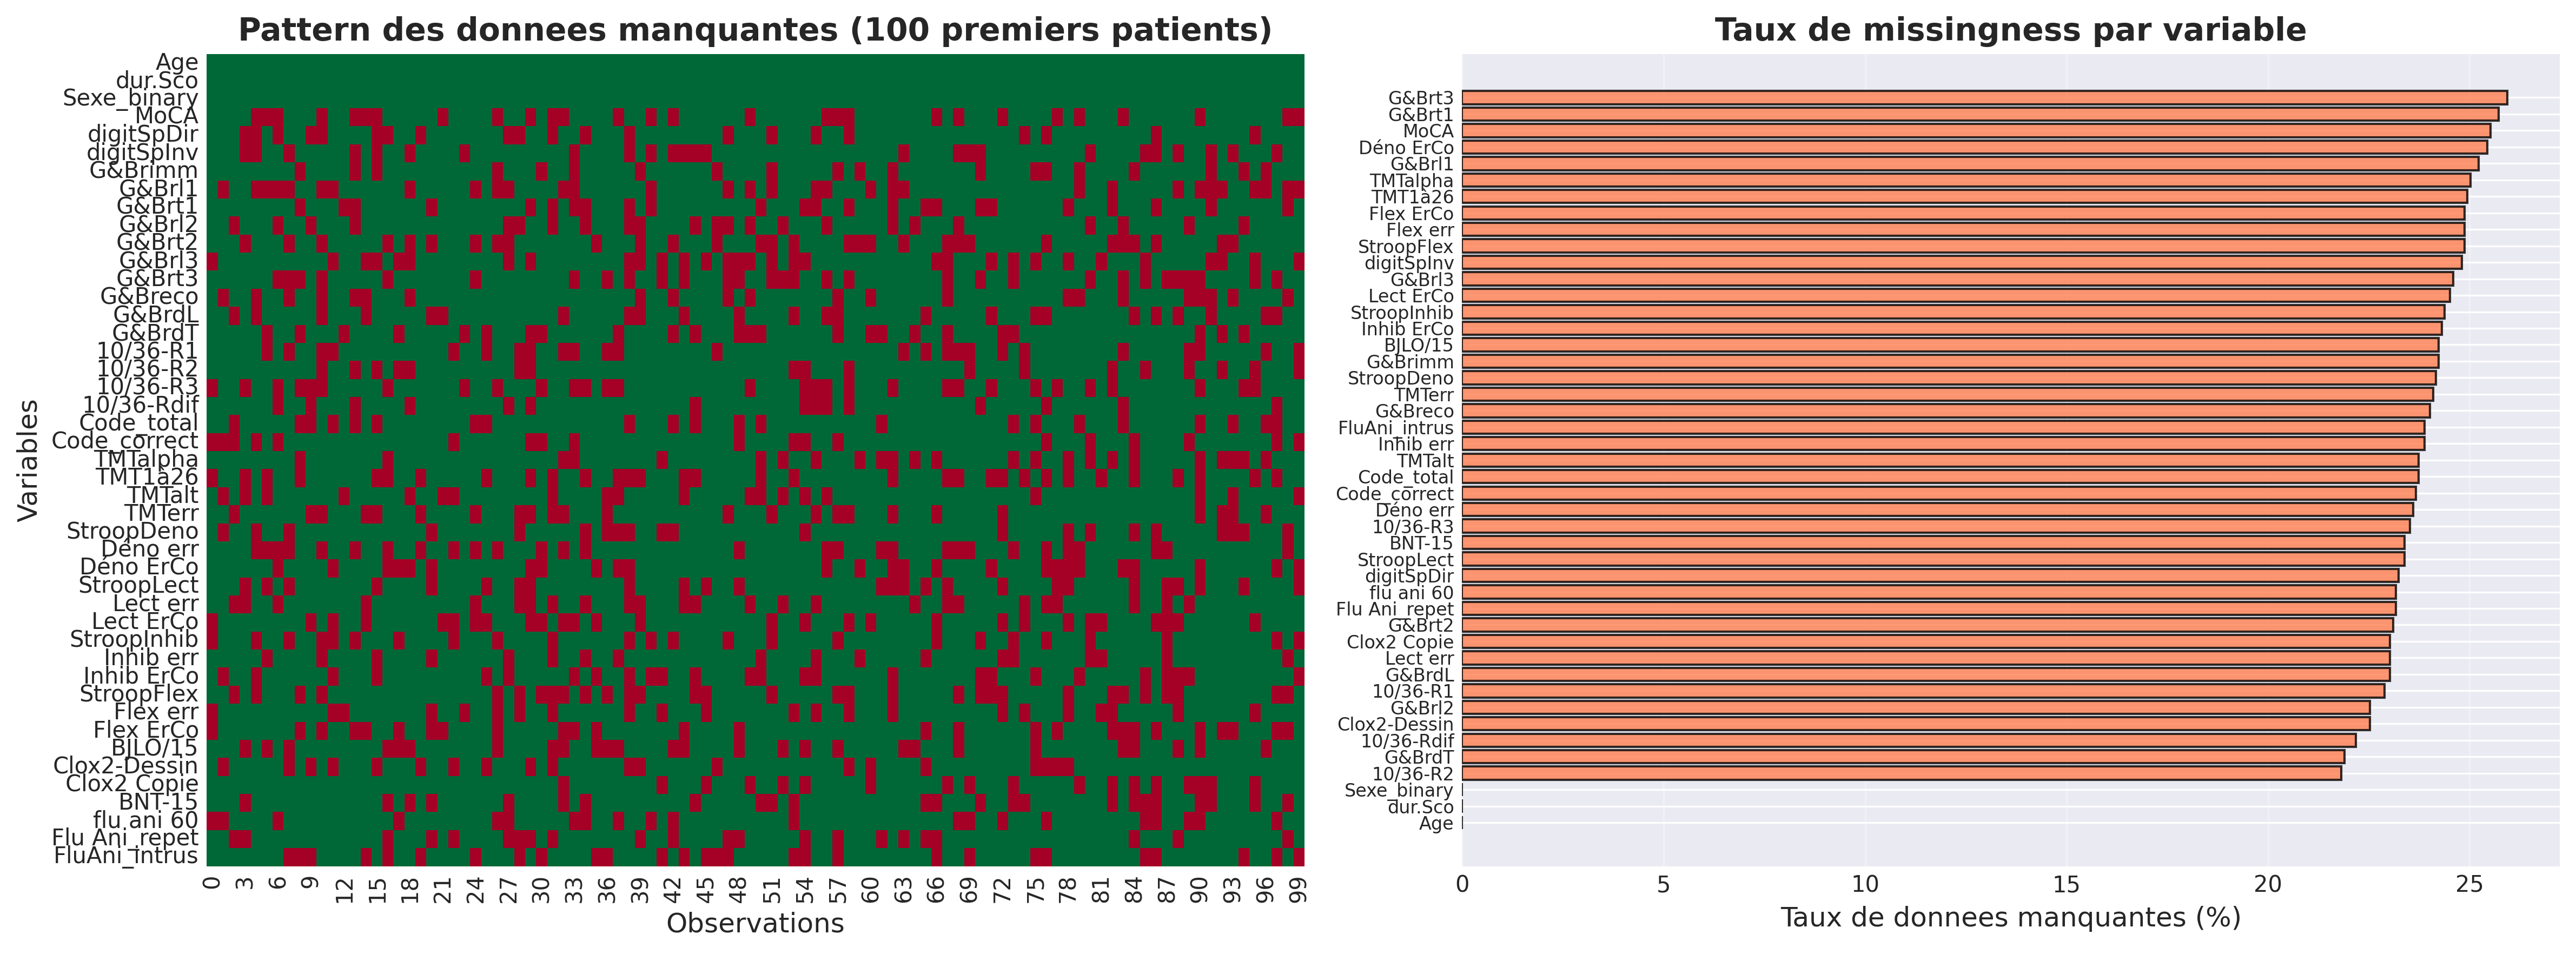 Pattern des donnees manquantes (100 premiers patients)
Variables
Age
dur.Sco
Sexe_binary
MoCA
digitSpDir
digitSpInv
G&Brimm
G&Brl1
G&Brt1
G&Brl2
G&Brt2
G&Brl3
G&Brt3
G&Breco
G&BrdL
G&BrdT
10/36-R1
10/36-R2
10/36-R3
10/36-Rdif
Code_total
Code_correct
TMTalpha
TMT1à26
TMTalt
TMTerr
StroopDeno
Déno err
Déno ErCo
StroopLect
Lect err
Lect ErCo
StroopInhib
Inhib err
Inhib ErCo
StroopFlex
Flex err
Flex ErCo
BJLO/15
Clox2-Dessin
Clox2 Copie
BNT-15
flu ani 60
Flu Ani_repet
FluAni_intrus
0 3 6 9 12 15 18 21 24 27 30 33 36 39 42 45 48 51 54 57 60 63 66 69 72 75 78 81 84 87 90 93 96 99
Observations
Taux de missingness par variable
G&Brt3
G&Brt1
MoCA
Déno ErCo
G&Brl1
TMTalpha
TMT1à26
Flex ErCo
Flex err
StroopFlex
digitSpInv
G&Brl3
Lect ErCo
StroopInhib
Inhib ErCo
BJLO/15
G&Brimm
StroopDeno
TMTerr
G&Breco
FluAni_intrus
Inhib err
TMTalt
Code_total
Code_correct
Déno err
10/36-R3
BNT-15
StroopLect
digitSpDir
flu ani 60
Flu Ani_repet
G&Brt2
Clox2 Copie
Lect err
G&BrdL
10/36-R1
G&Brl2
Clox2-Dessin
10/36-Rdif
G&BrdT
10/36-R2
Sexe_binary
dur.Sco
Age
0 5 10 15 20 25
Taux de donnees manquantes (%)